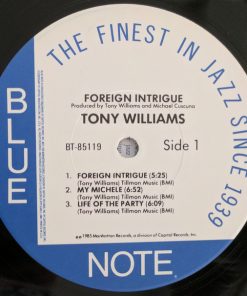 THE FINEST IN JAZZ SINCE 1939
BLUE
NOTE
FOREIGN INTRIGUE
Produced by Tony Williams and Michael Cuscuna
TONY WILLIAMS
BT-85119
Side 1
1. FOREIGN INTRIGUE (5:25)
(Tony Williams) Tillmon Music (BMI)
2. MY MICHELE (6:52)
(Tony Williams) Tillmon Music (BMI)
3. LIFE OF THE PARTY (6:09)
(Tony Williams) Tillmon Music (BMI)
1985 Manhattan Records, a division of Capitol Records, Inc.